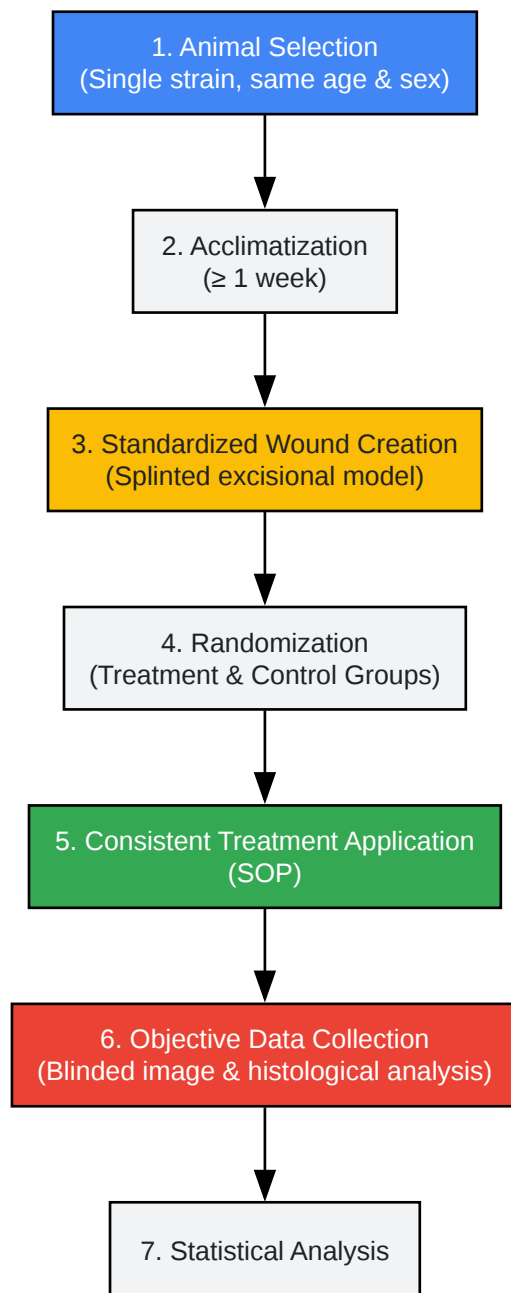 1. Animal Selection
(Single strain, same age & sex)
2. Acclimatization
(≥ 1 week)
3. Standardized Wound Creation
(Splinted excisional model)
4. Randomization
(Treatment & Control Groups)
5. Consistent Treatment Application
(SOP)
6. Objective Data Collection
(Blinded image & histological analysis)
7. Statistical Analysis